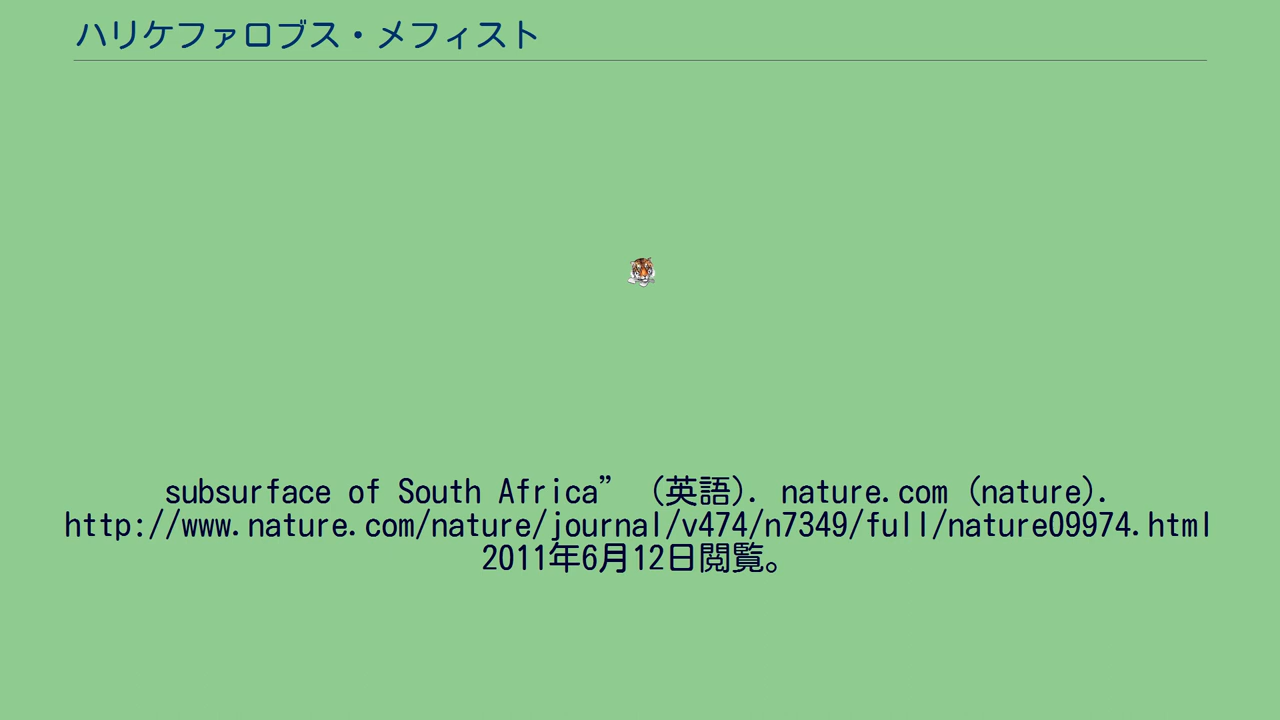 ハリケファロブス・メフィスト
subsurface of South Africa” (英語). nature.com (nature).
http://www.nature.com/nature/journal/v474/n7349/full/nature09974.html
2011年6月12日閲覧。